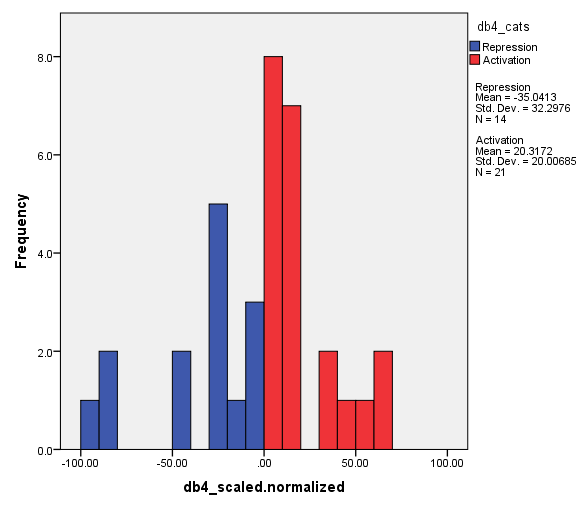 db4_cats
Repression
Activation
Repression
Mean = -35.0413
Std. Dev. = 32.2976
N = 14
Activation
Mean = 20.3172
Std. Dev. = 20.00685
N = 21
Frequency
8.0
6.0
4.0
2.0
0.0
-100.00 -50.00 .00 50.00 100.00
db4_scaled.normalized